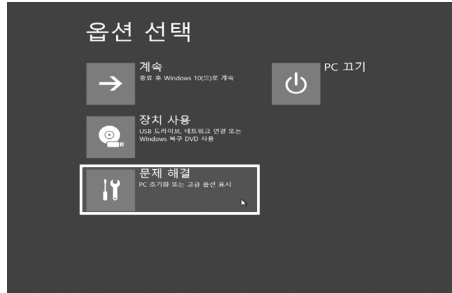 옵션 선택
계속
종료 후 Windows 10(으)로 계속
PC 끄기
장치 사용
USB 드라이브, 네트워크 연결 또는
Windows 복구 DVD 사용
문제 해결
PC 초기화 또는 고급 옵션 표시